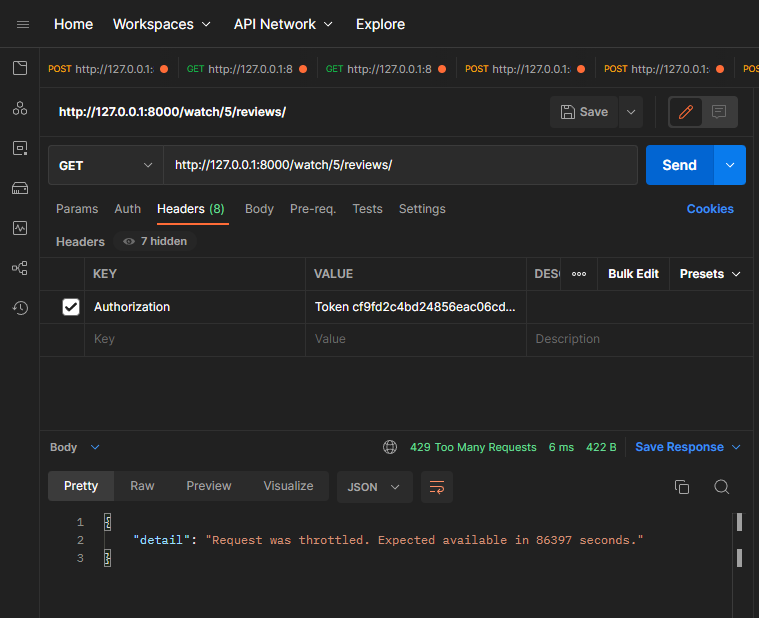 Home Workspaces API Network Explore
POST http://127.0.0.1: GET http://127.0.0.1:8 GET http://127.0.0.1:8 POST http://127.0.0.1: POST http://127.0.0.1: POS
http://127.0.0.1:8000/watch/5/reviews/ Save
GET http://127.0.0.1:8000/watch/5/reviews/ Send
Params Auth Headers (8) Body Pre-req. Tests Settings Cookies
Headers 7 hidden
KEY VALUE DESC Bulk Edit Presets
Authorization Token cf9fd2c4bd24856eac06cd...
Key Value Description
Body 429 Too Many Requests 6 ms 422 B Save Response
Pretty Raw Preview Visualize JSON
1 {
2 "detail": "Request was throttled. Expected available in 86397 seconds."
3 }